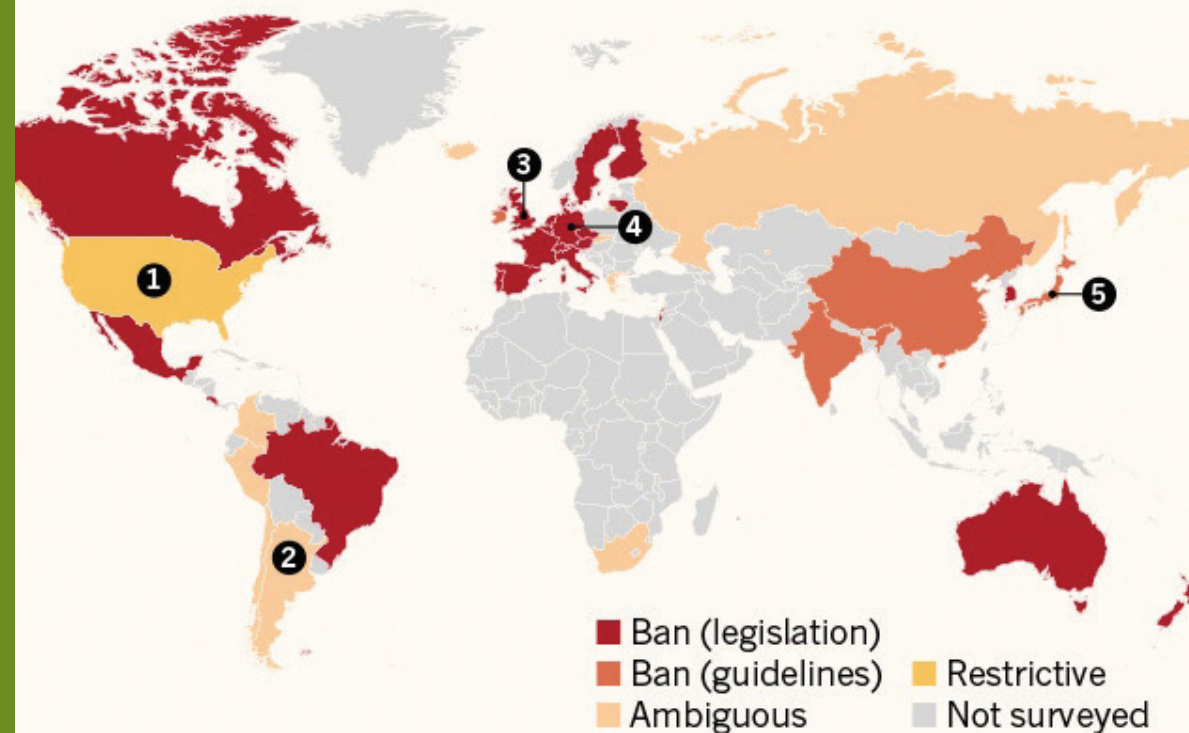 3
4
1
5
2
Ban (legislation)
Ban (guidelines)
Restrictive
Ambiguous
Not surveyed